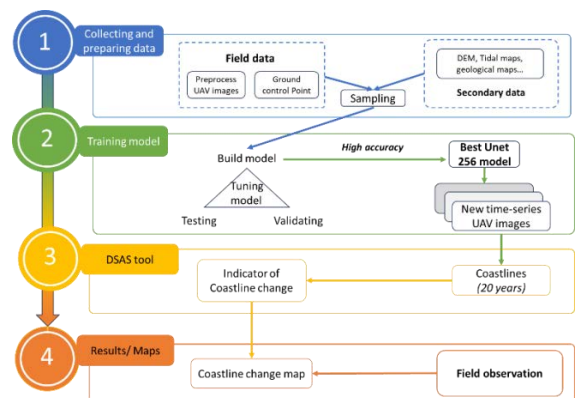 1
Collecting and
preparing data
Field data
Preprocess
UAV images
Ground
control Point
DEM, Tidal maps,
geological maps...
Secondary data
Sampling
2
Training model
Build model
High accuracy
Best Unet
256 model
Tuning
model
Testing
Validating
New time-series
UAV images
3
DSAS tool
Indicator of
Coastline change
Coastlines
(20 years)
4
Results/ Maps
Coastline change map
Field observation